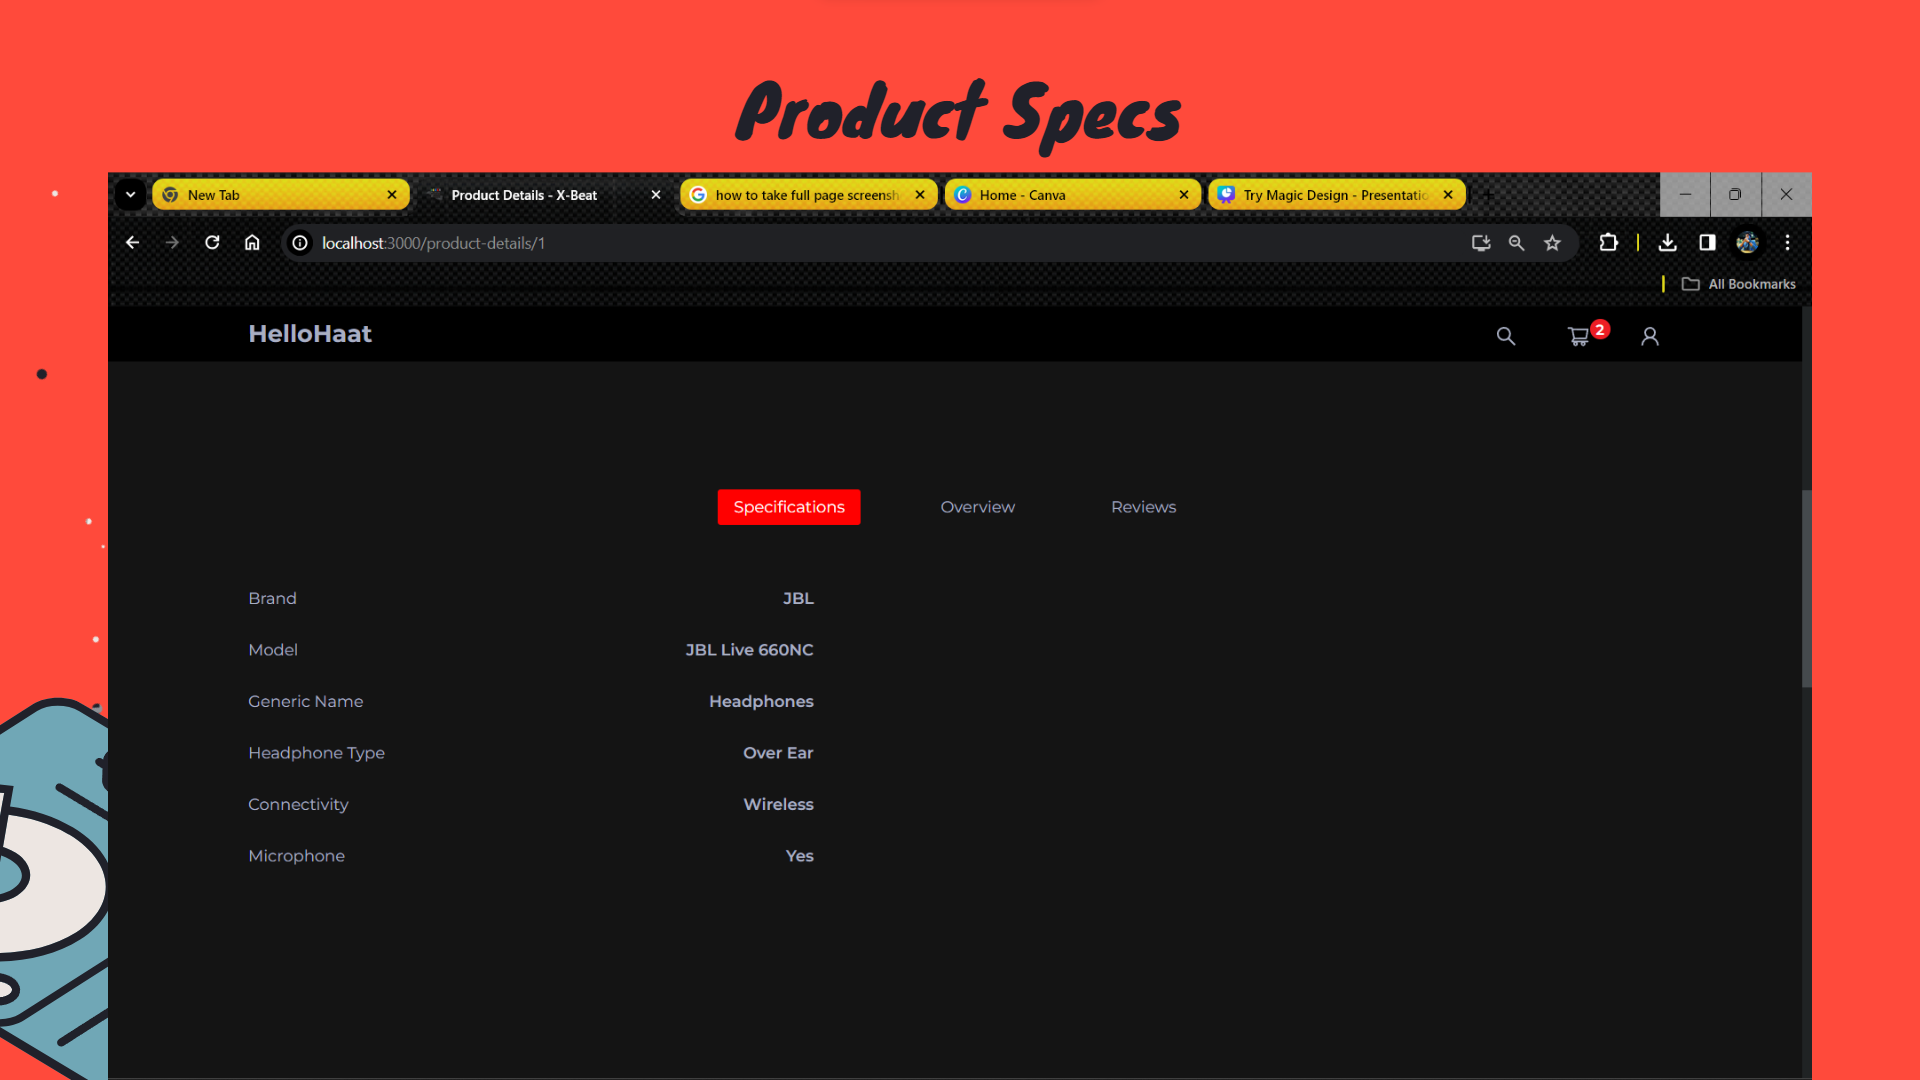 Product Specs
New Tab
Product Details - X-Beat
how to take full page screensh
Home - Canva
Try Magic Design - Presentatic
localhost:3000/product-details/1
All Bookmarks
HelloHaat
2
Specifications Overview Reviews
Brand JBL
Model JBL Live 660NC
Generic Name Headphones
Headphone Type Over Ear
Connectivity Wireless
Microphone Yes